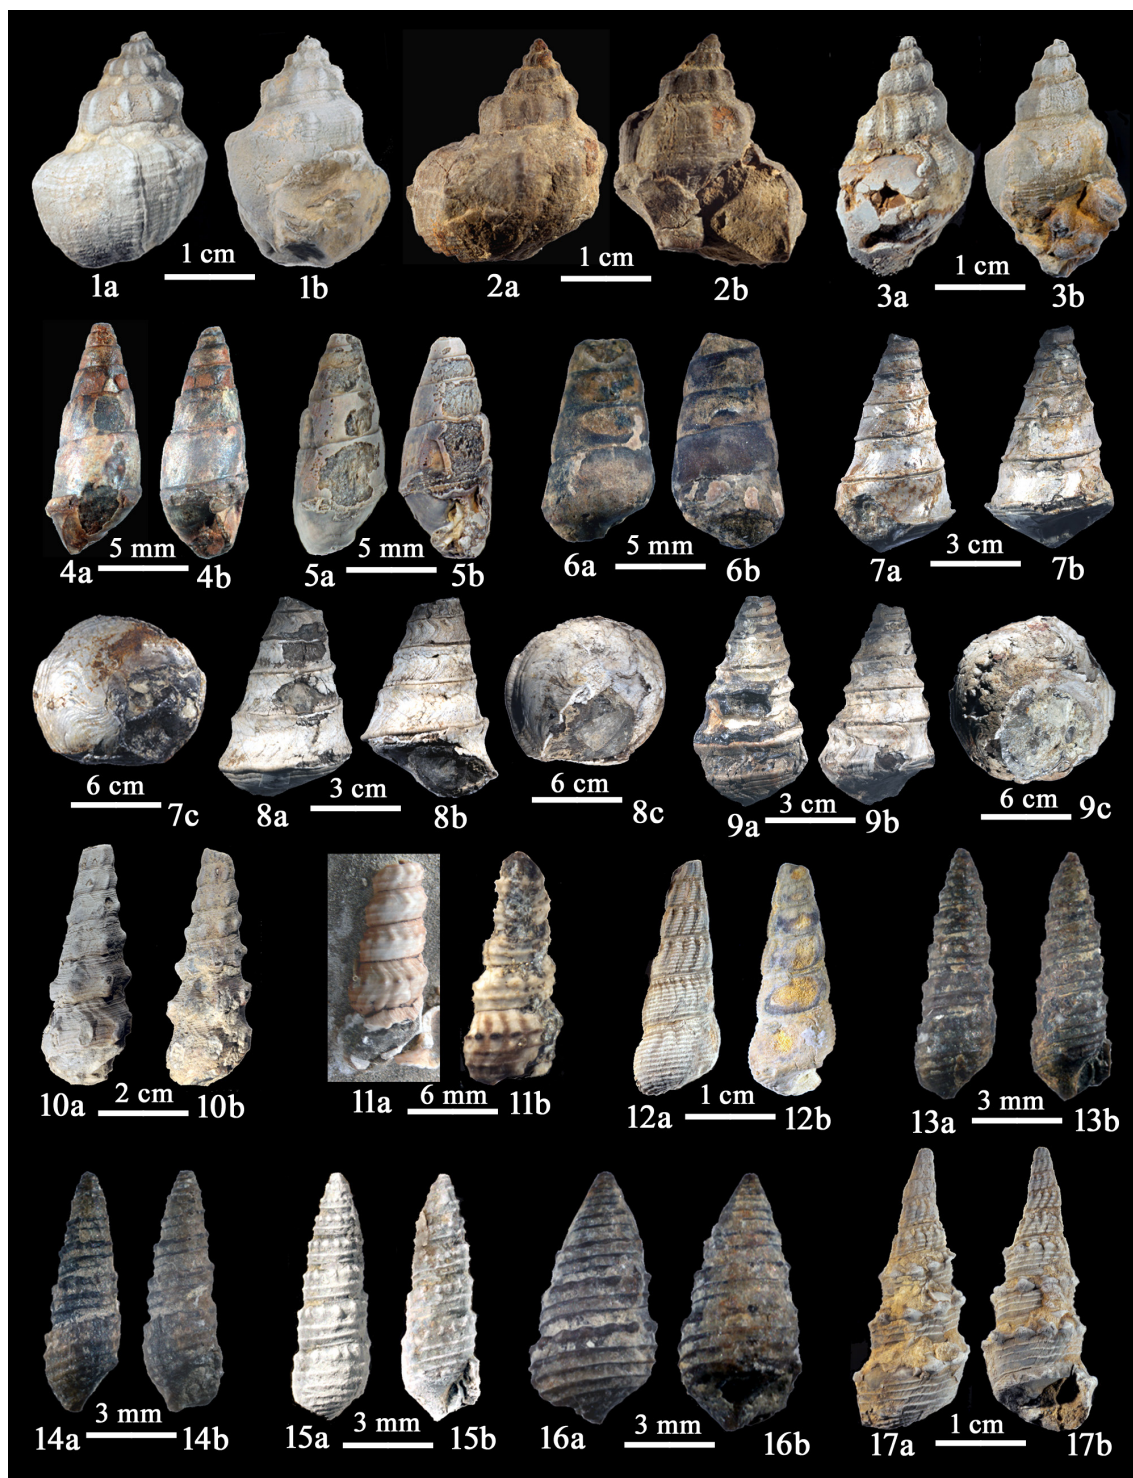 1 cm
1a 1b
1 cm
2a 2b
1 cm
3a 3b
5 mm
4a 4b
5 mm
5a 5b
5 mm
6a 6b
3 cm
7a 7b
6 cm
7c
3 cm
8a 8b
6 cm
8c
3 cm
9a 9b
6 cm
9c
2 cm
10a 10b
6 mm
11a 11b
1 cm
12a 12b
3 mm
13a 13b
3 mm
14a 14b
3 mm
15a 15b
3 mm
16a 16b
1 cm
17a 17b